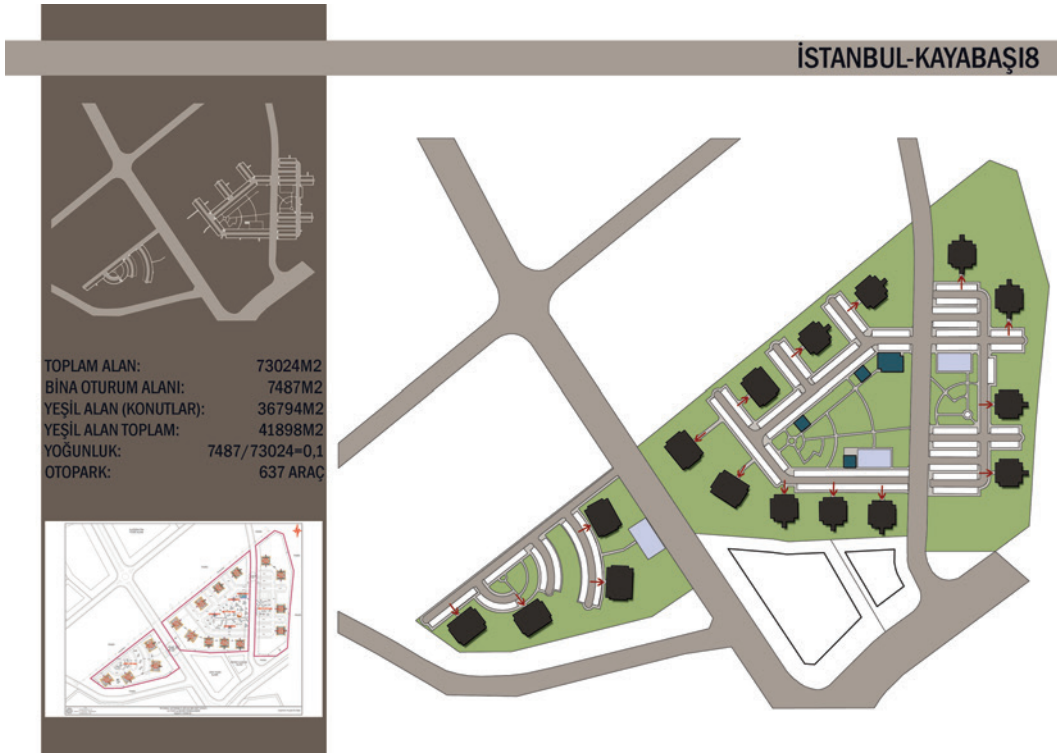 İSTANBUL-KAYABAŞI8
TOPLAM ALAN: 73024M2
BİNA OTURUM ALANI: 7487M2
YEŞİL ALAN (KONUTLAR): 36794M2
YEŞİL ALAN TOPLAM: 41898M2
YOĞUNLUK: 7487/73024=0,1
OTOPARK: 637 ARAÇ